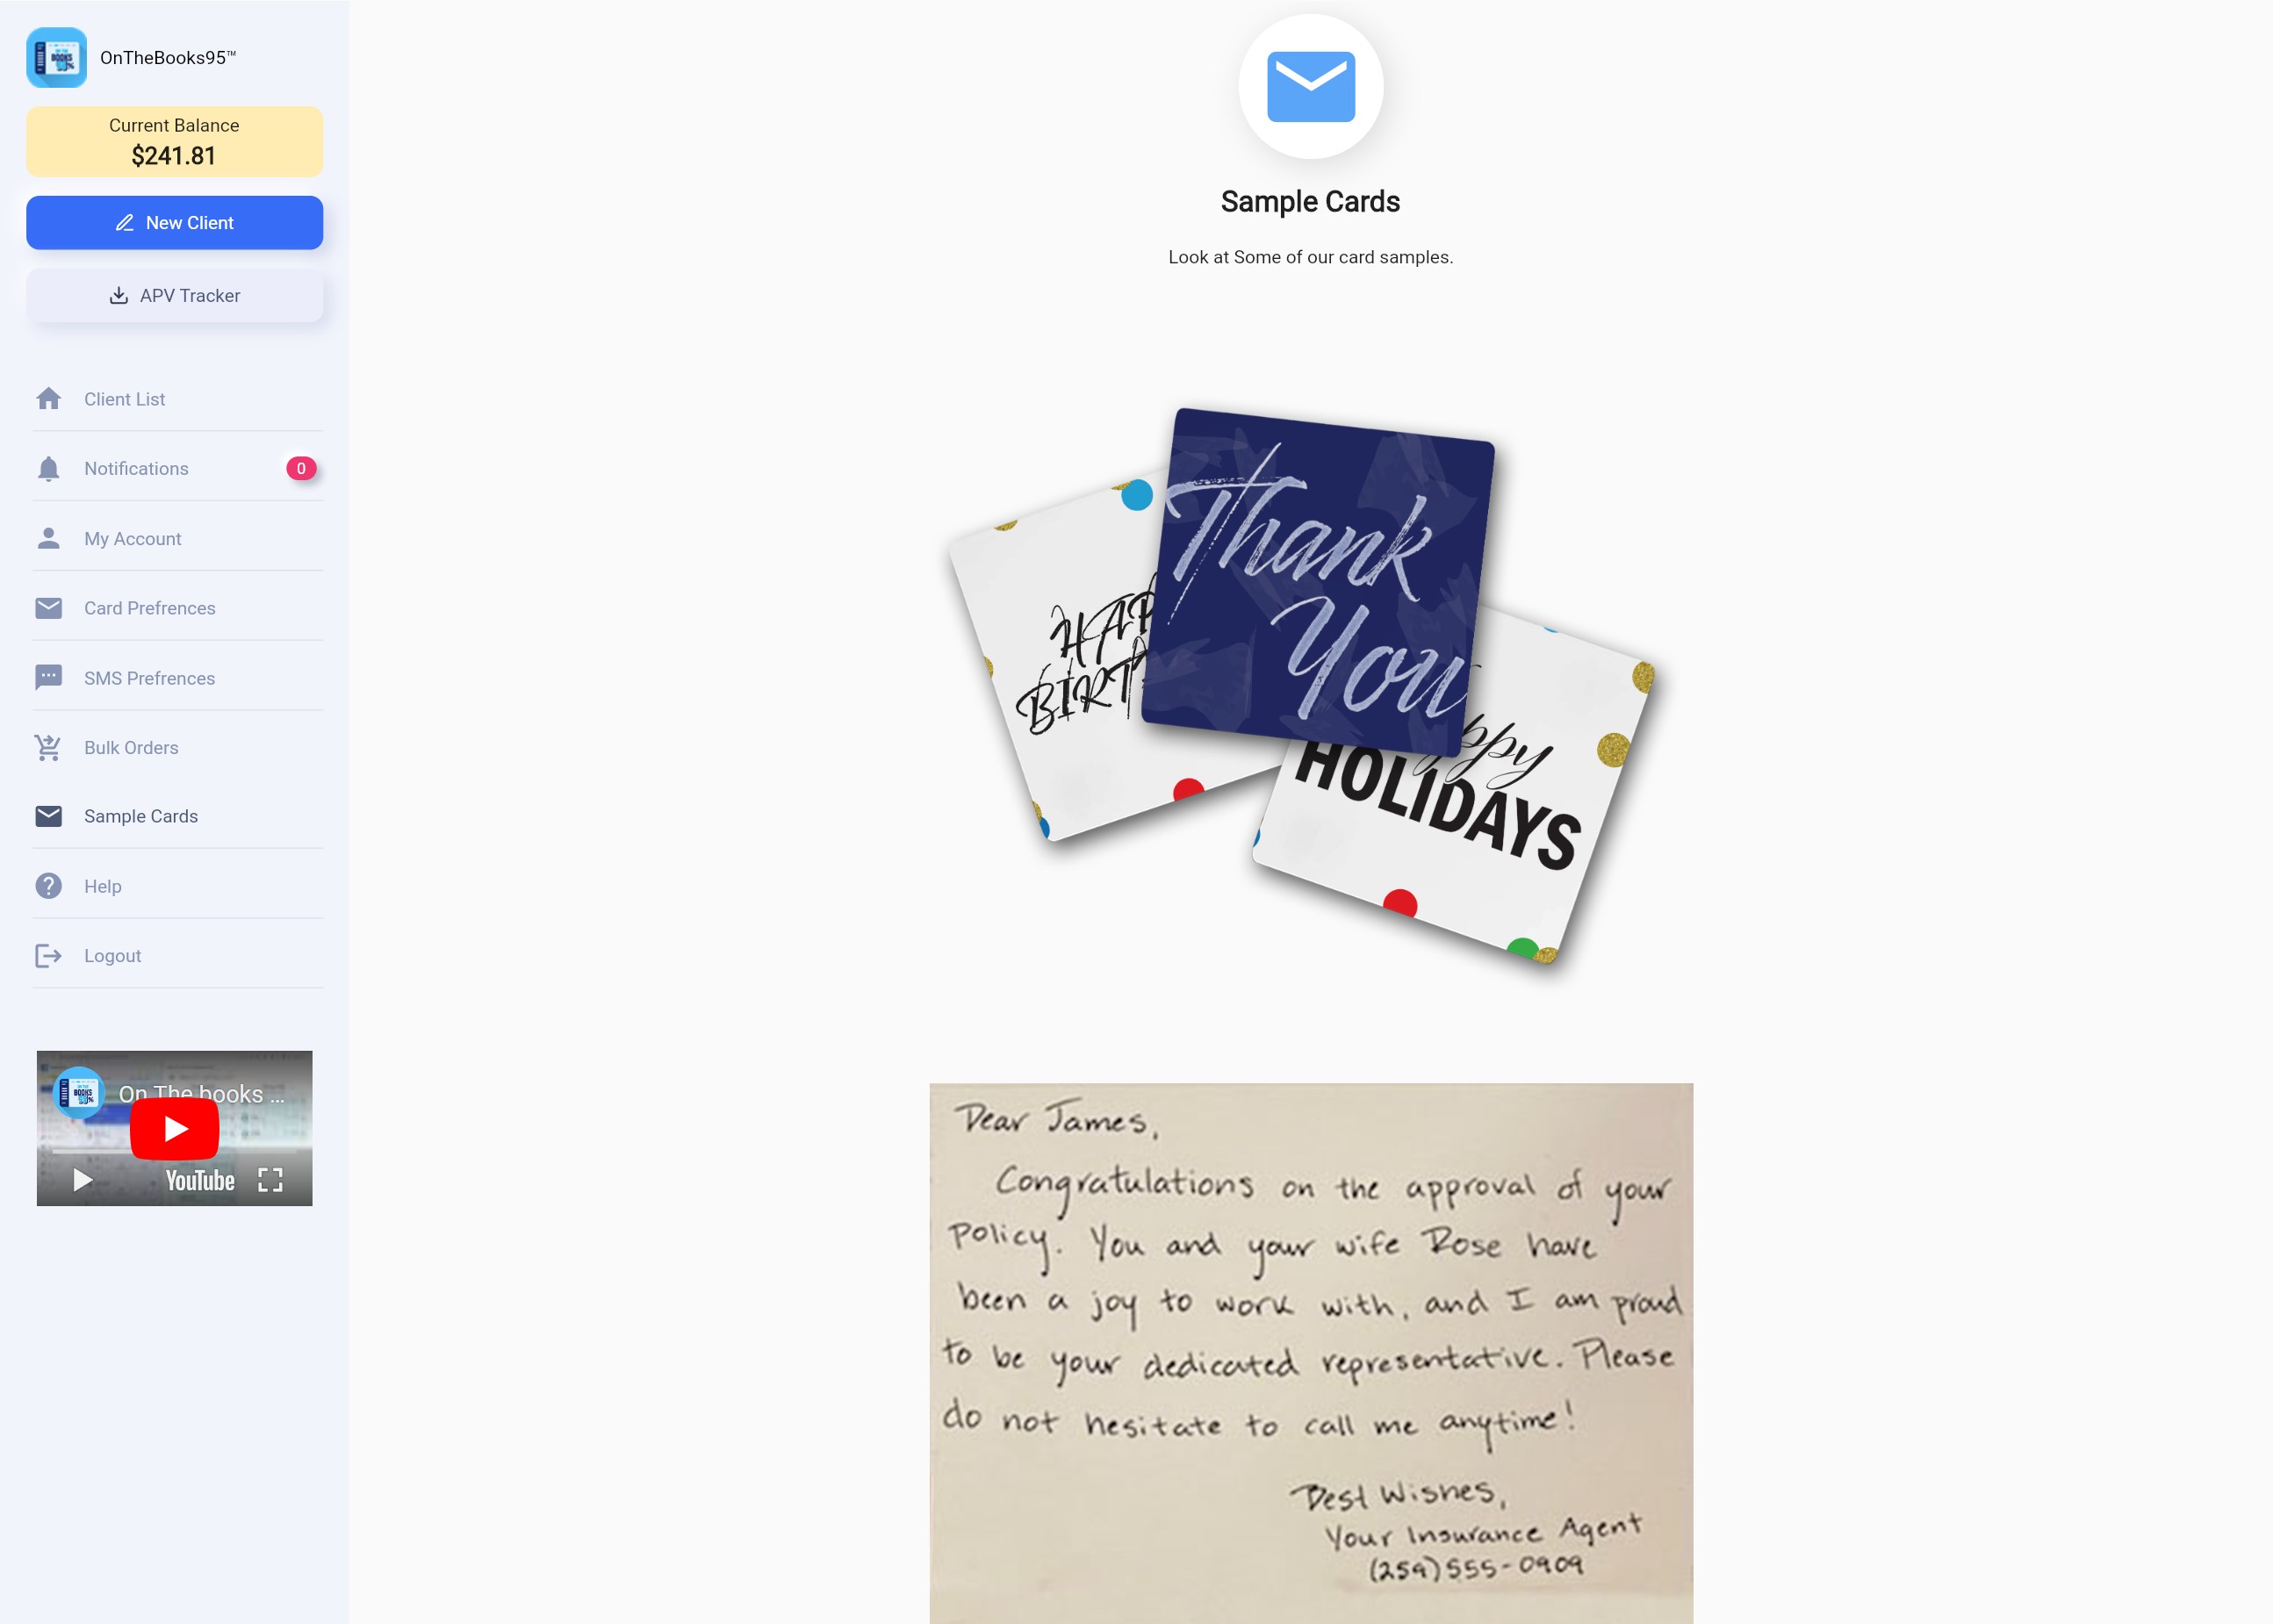 OnTheBooks95™
Current Balance
$241.81
New Client
APV Tracker
Client List
Notifications 0
My Account
Card Prefrences
SMS Prefrences
Bulk Orders
Sample Cards
Help
Logout
BOOKS
On The books ...
YouTube
Sample Cards
Look at Some of our card samples.
HAP
BIRT
Thank
You
ppy
HOLIDAYS
Dear James,
Congratulations on the approval of your
policy. You and your wife Rose have
been a joy to work with, and I am proud
to be your dedicated representative. Please
do not hesitate to call me anytime!
Best Wishes,
Your Insurance Agent
(259) 555-0909